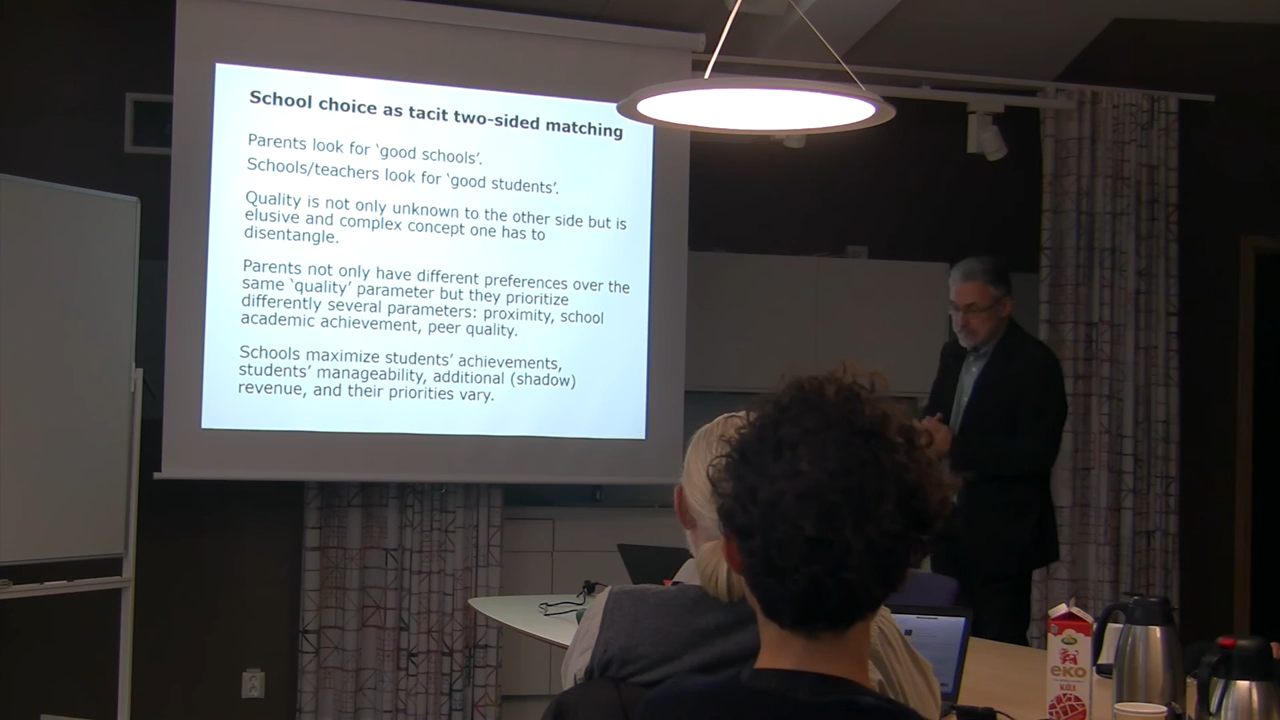 School choice as tacit two-sided matching
Parents look for ‘good schools’.
Schools/teachers look for ‘good students’.
Quality is not only unknown to the other side but is
elusive and complex concept one has to
disentangle.
Parents not only have different preferences over the
same ‘quality’ parameter but they prioritize
differently several parameters: proximity, school
academic achievement, peer quality.
Schools maximize students’ achievements,
students’ manageability, additional (shadow)
revenue, and their priorities vary.
eko
MJÖLK